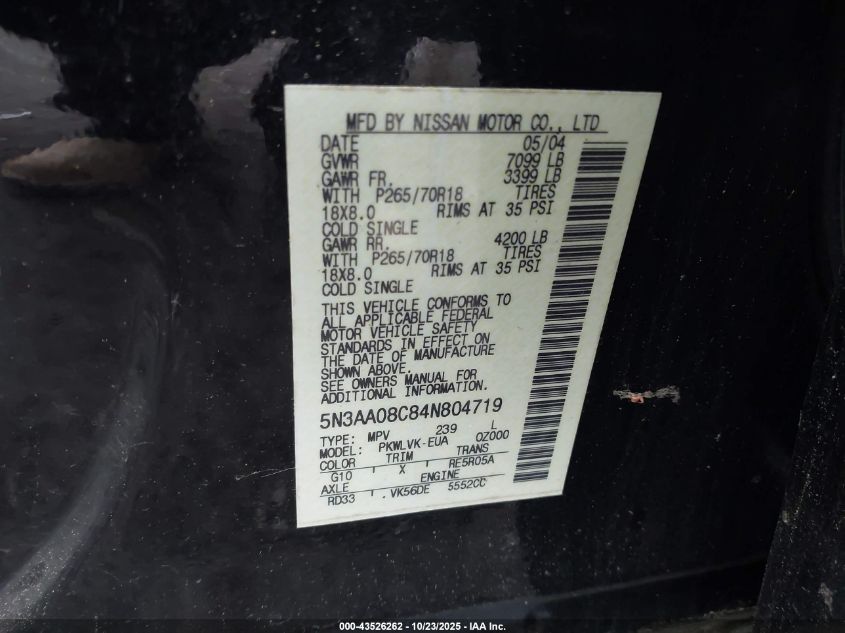 MFD BY NISSAN MOTOR CO., LTD
DATE 05/04
GVWR 7099 LB
GAWR FR. 3399 LB
WITH P265/70R18 TIRES
18X8.0 RIMS AT 35 PSI
COLD SINGLE
GAWR RR. 4200 LB
WITH P265/70R18 TIRES
18X8.0 RIMS AT 35 PSI
COLD SINGLE
THIS VEHICLE CONFORMS TO
ALL APPLICABLE FEDERAL
MOTOR VEHICLE SAFETY
STANDARDS IN EFFECT ON
THE DATE OF MANUFACTURE
SHOWN ABOVE.
SEE OWNERS MANUAL FOR
ADDITIONAL INFORMATION.
5N3AA08C84N804719
TYPE: MPV 239 L
MODEL: PKWLVK-EUA 0Z000
COLOR TRIM TRANS
G10 X RE5R05A
AXLE ENGINE
RD33 VK56DE 5552CC
000-43526262 - 10/23/2025 - IAA Inc.